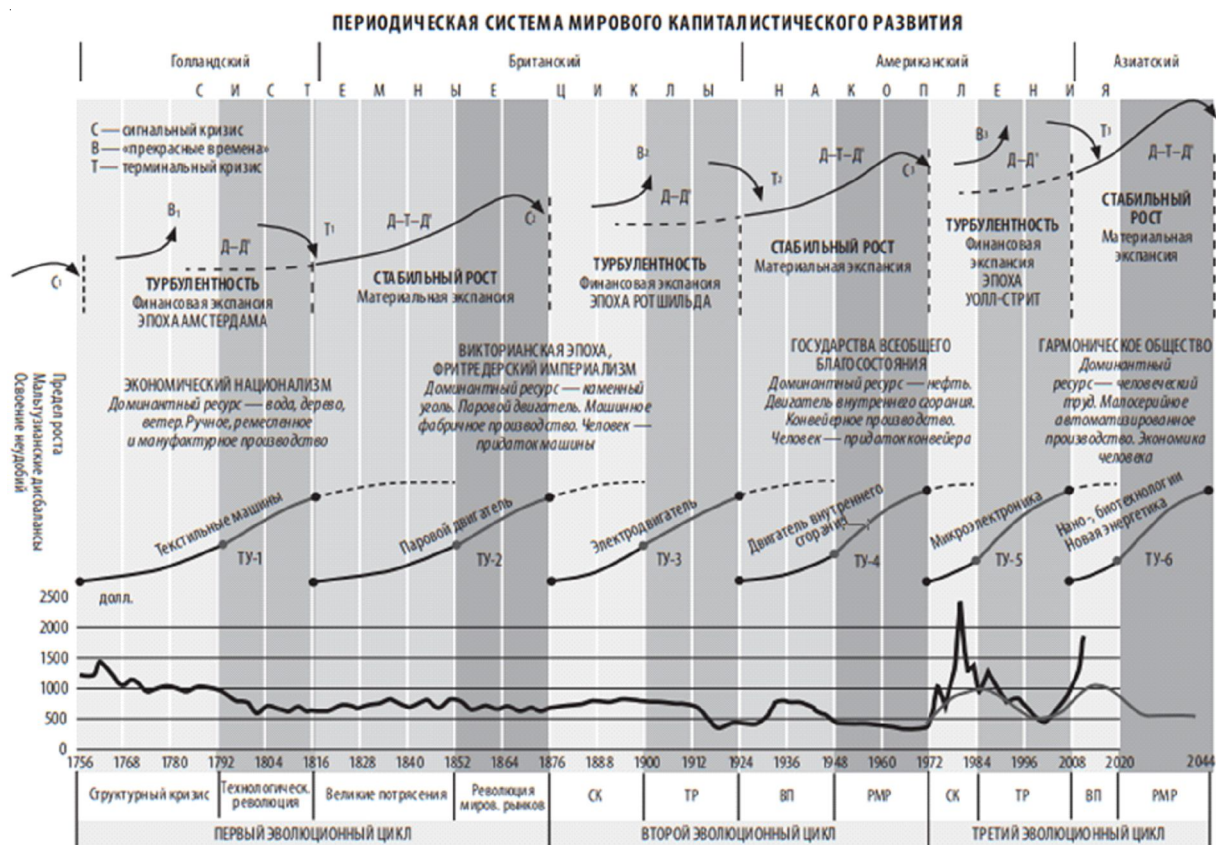 ПЕРИОДИЧЕСКАЯ СИСТЕМА МИРОВОГО КАПИТАЛИСТИЧЕСКОГО РАЗВИТИЯ
Голландский
Британский
Американский
Азиатский
С И С Т Е М Н Ы Е Ц И К Л Ы Н А К О П Л Е Н И Я
С — сигнальный кризис
В — «прекрасные времена»
Т — терминальный кризис
С1
В1
Д–Д'
Т1
Д–Т–Д'
С2
В2
Д–Д'
Т2
Д–Т–Д'
С3
В3
Д–Д'
Т3
Д–Т–Д'
ТУРБУЛЕНТНОСТЬ
Финансовая экспансия
ЭПОХА АМСТЕРДАМА
СТАБИЛЬНЫЙ РОСТ
Материальная экспансия
ТУРБУЛЕНТНОСТЬ
Финансовая экспансия
ЭПОХА РОТШИЛЬДА
СТАБИЛЬНЫЙ РОСТ
Материальная экспансия
ТУРБУЛЕНТНОСТЬ
Финансовая
экспансия
ЭПОХА
УОЛЛ-СТРИТ
СТАБИЛЬНЫЙ
РОСТ
Материальная
экспансия
Предел роста
Мальтузианские дисбалансы
Освоение неудобий
ЭКОНОМИЧЕСКИЙ НАЦИОНАЛИЗМ
Доминантный ресурс — вода, дерево,
ветер. Ручное, ремесленное
и мануфактурное производство
ВИКТОРИАНСКАЯ ЭПОХА,
ФРИТРЕДЕРСКИЙ ИМПЕРИАЛИЗМ
Доминантный ресурс — каменный
уголь. Паровой двигатель. Машинное
фабричное производство. Человек —
придаток машины
ГОСУДАРСТВА ВСЕОБЩЕГО
БЛАГОСОСТОЯНИЯ
Доминантный ресурс — нефть.
Двигатель внутреннего сгорания.
Конвейерное производство.
Человек — придаток конвейера
ГАРМОНИЧЕСКОЕ ОБЩЕСТВО
Доминантный
ресурс — человеческий
труд. Малосерийное
автоматизированное
производство. Экономика
человека
Текстильные машины
ТУ-1
Паровой двигатель
ТУ-2
Электродвигатель
ТУ-3
Двигатель внутреннего
сгорания
ТУ-4
Микроэлектроника
ТУ-5
Нано-, биотехнологии
Новая энергетика
ТУ-6
долл.
2500
2000
1500
1000
500
0
1756 1768 1780 1792 1804 1816 1828 1840 1852 1864 1876 1888 1900 1912 1924 1936 1948 1960 1972 1984 1996 2008 2020 2044
Структурный кризис
Технологическ.
революция
Великие потрясения
Революция
миров. рынков
СК
ТР
ВП
РМР
СК
ТР
ВП
РМР
ПЕРВЫЙ ЭВОЛЮЦИОННЫЙ ЦИКЛ
ВТОРОЙ ЭВОЛЮЦИОННЫЙ ЦИКЛ
ТРЕТИЙ ЭВОЛЮЦИОННЫЙ ЦИКЛ